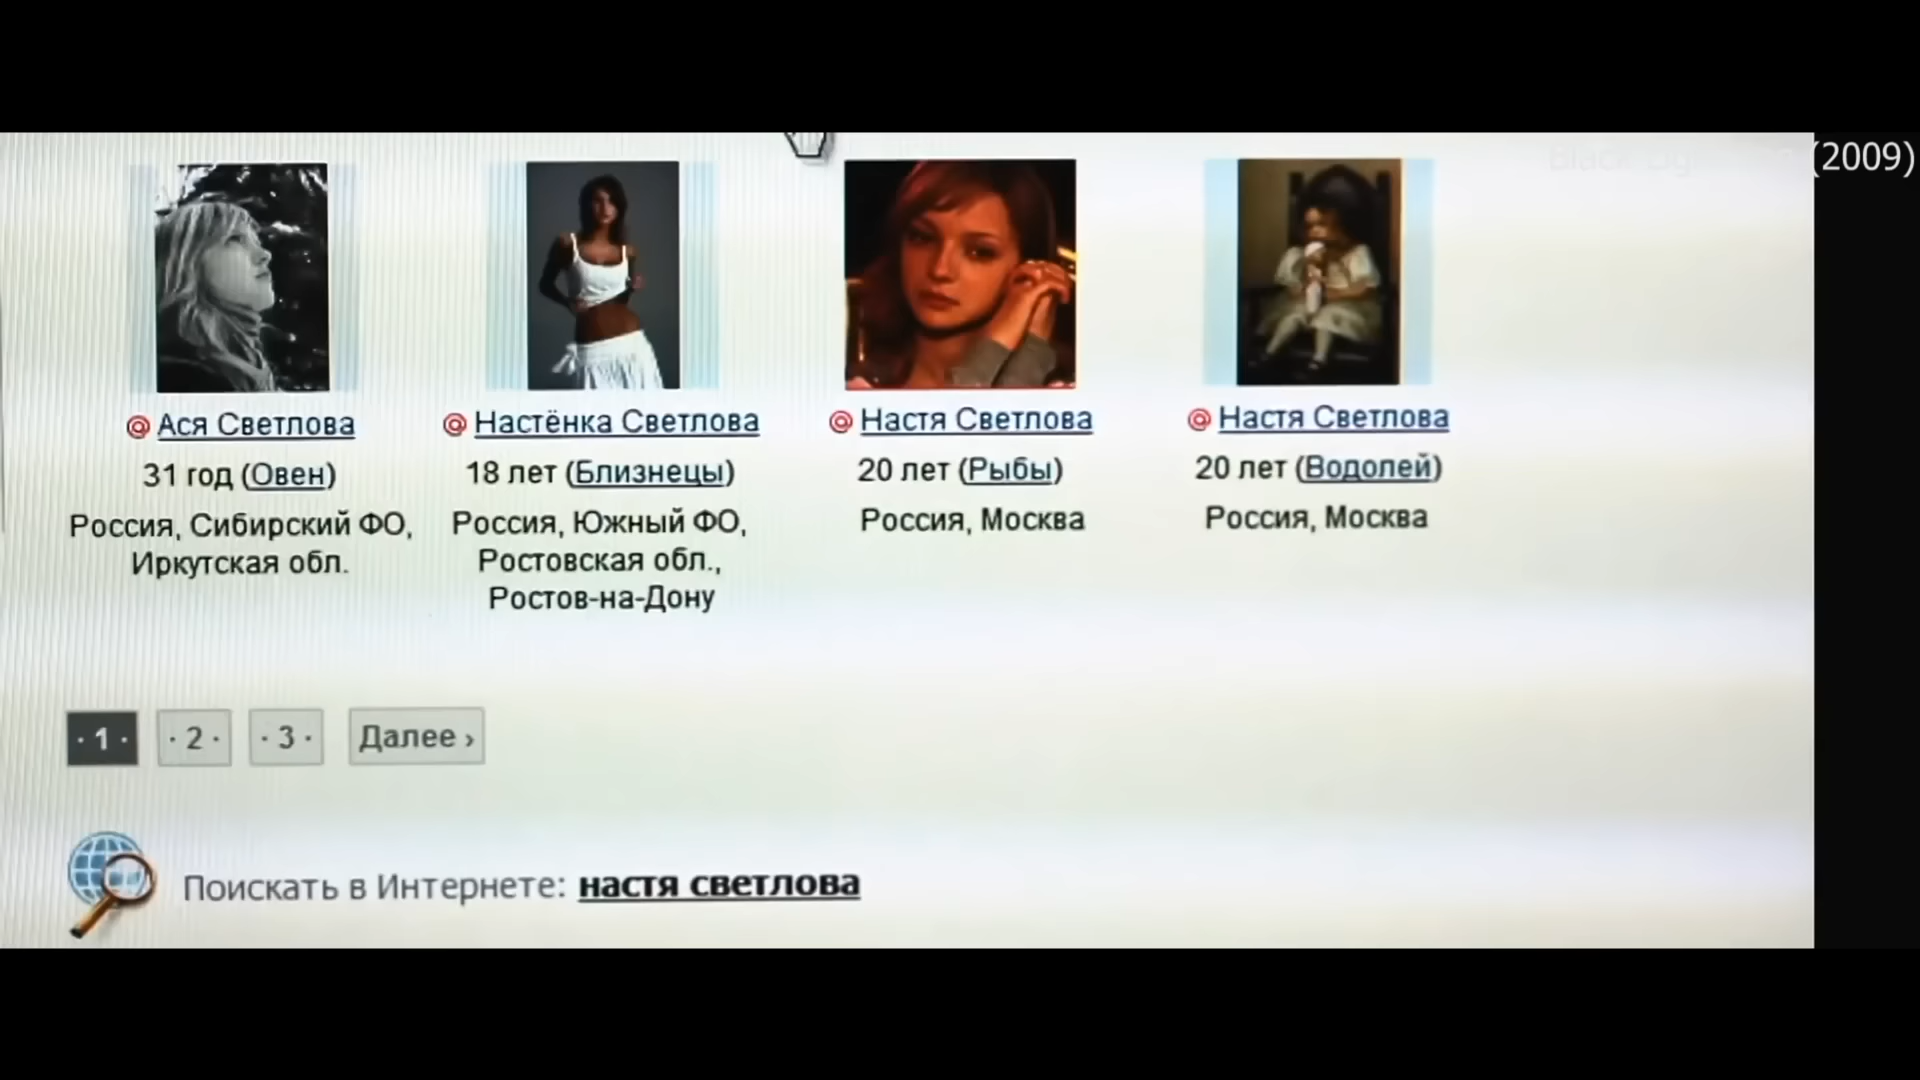 (2009)
Ася Светлова
31 год (Овен)
Россия, Сибирский ФО,
Иркутская обл.
Настёнка Светлова
18 лет (Близнецы)
Россия, Южный ФО,
Ростовская обл.,
Ростов-на-Дону
Настя Светлова
20 лет (Рыбы)
Россия, Москва
Настя Светлова
20 лет (Водолей)
Россия, Москва
· 1 · · 2 · · 3 · Далее ›
Поискать в Интернете: настя светлова